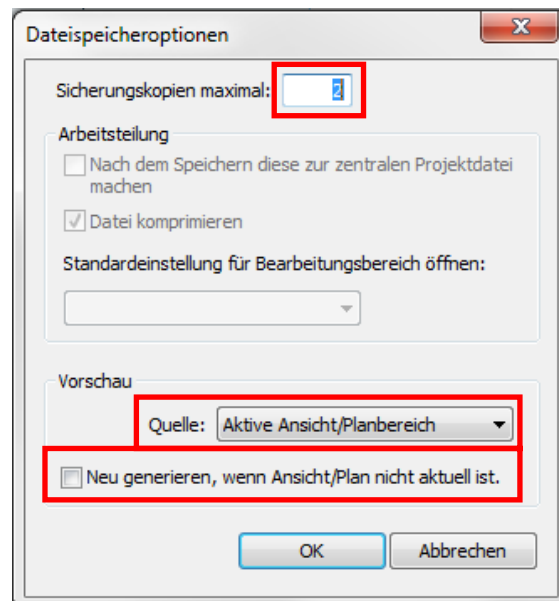 Dateispeicheroptionen
Sicherungskopien maximal: 2
Arbeitsteilung
Nach dem Speichern diese zur zentralen Projektdatei
machen
Datei komprimieren
Standardeinstellung für Bearbeitungsbereich öffnen:
Vorschau
Quelle: Aktive Ansicht/Planbereich
Neu generieren, wenn Ansicht/Plan nicht aktuell ist.
OK Abbrechen